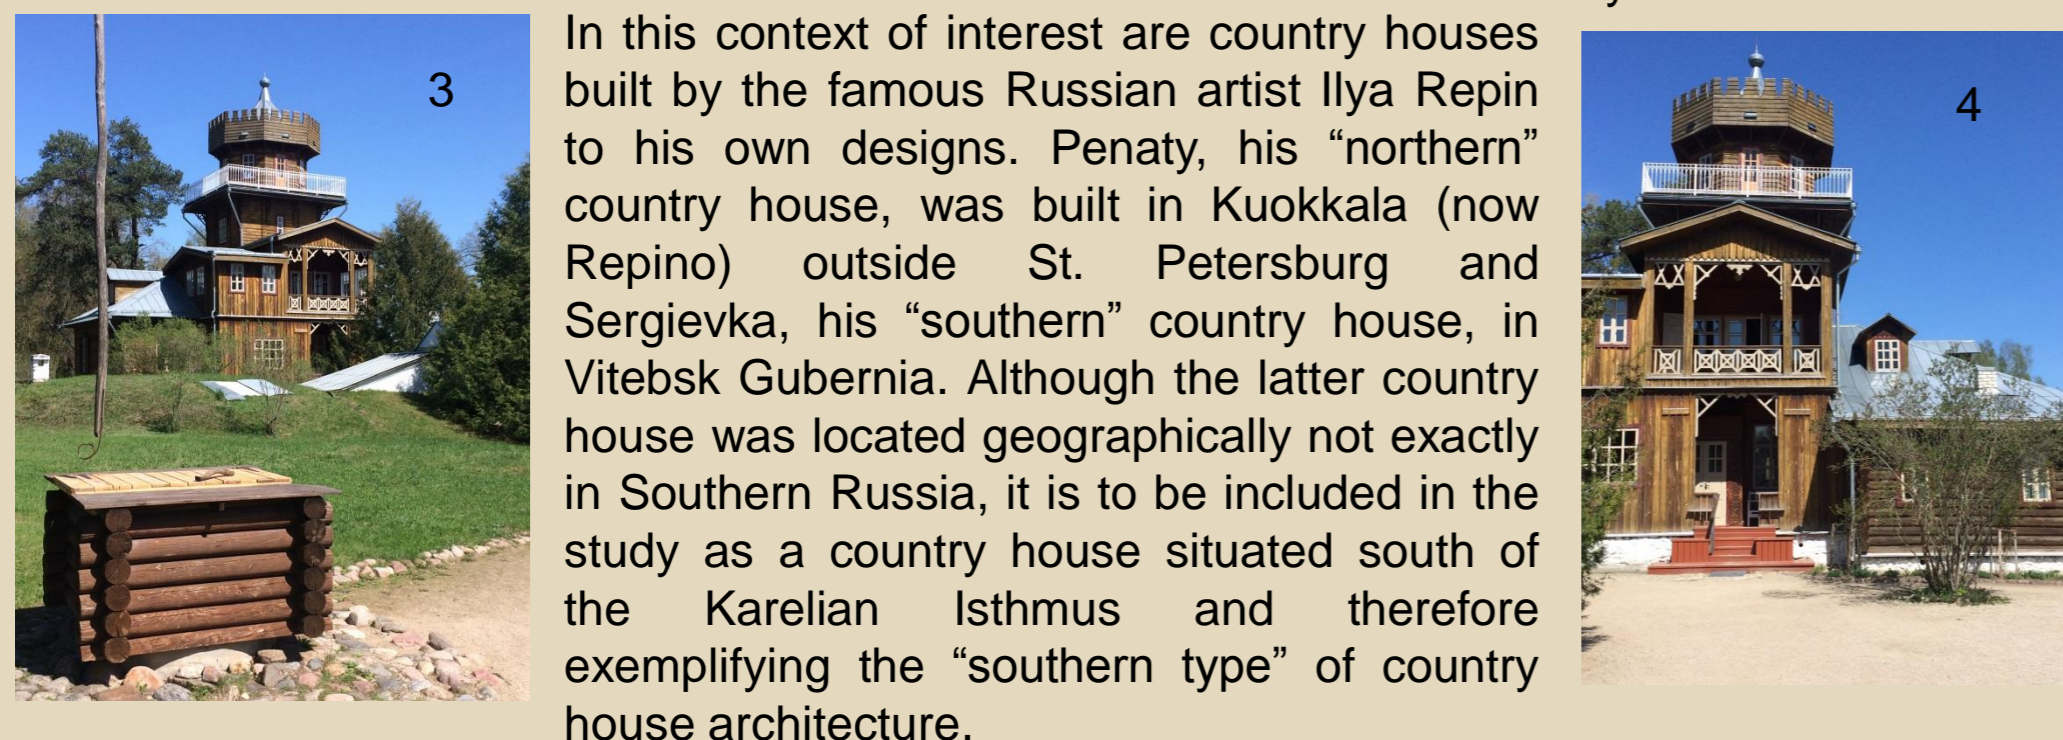 3
In this context of interest are country houses
built by the famous Russian artist Ilya Repin
to his own designs. Penaty, his “northern”
country house, was built in Kuokkala (now
Repino) outside St. Petersburg and
Sergievka, his “southern” country house, in
Vitebsk Gubernia. Although the latter country
house was located geographically not exactly
in Southern Russia, it is to be included in the
study as a country house situated south of
the Karelian Isthmus and therefore
exemplifying the “southern type” of country
house architecture.
4